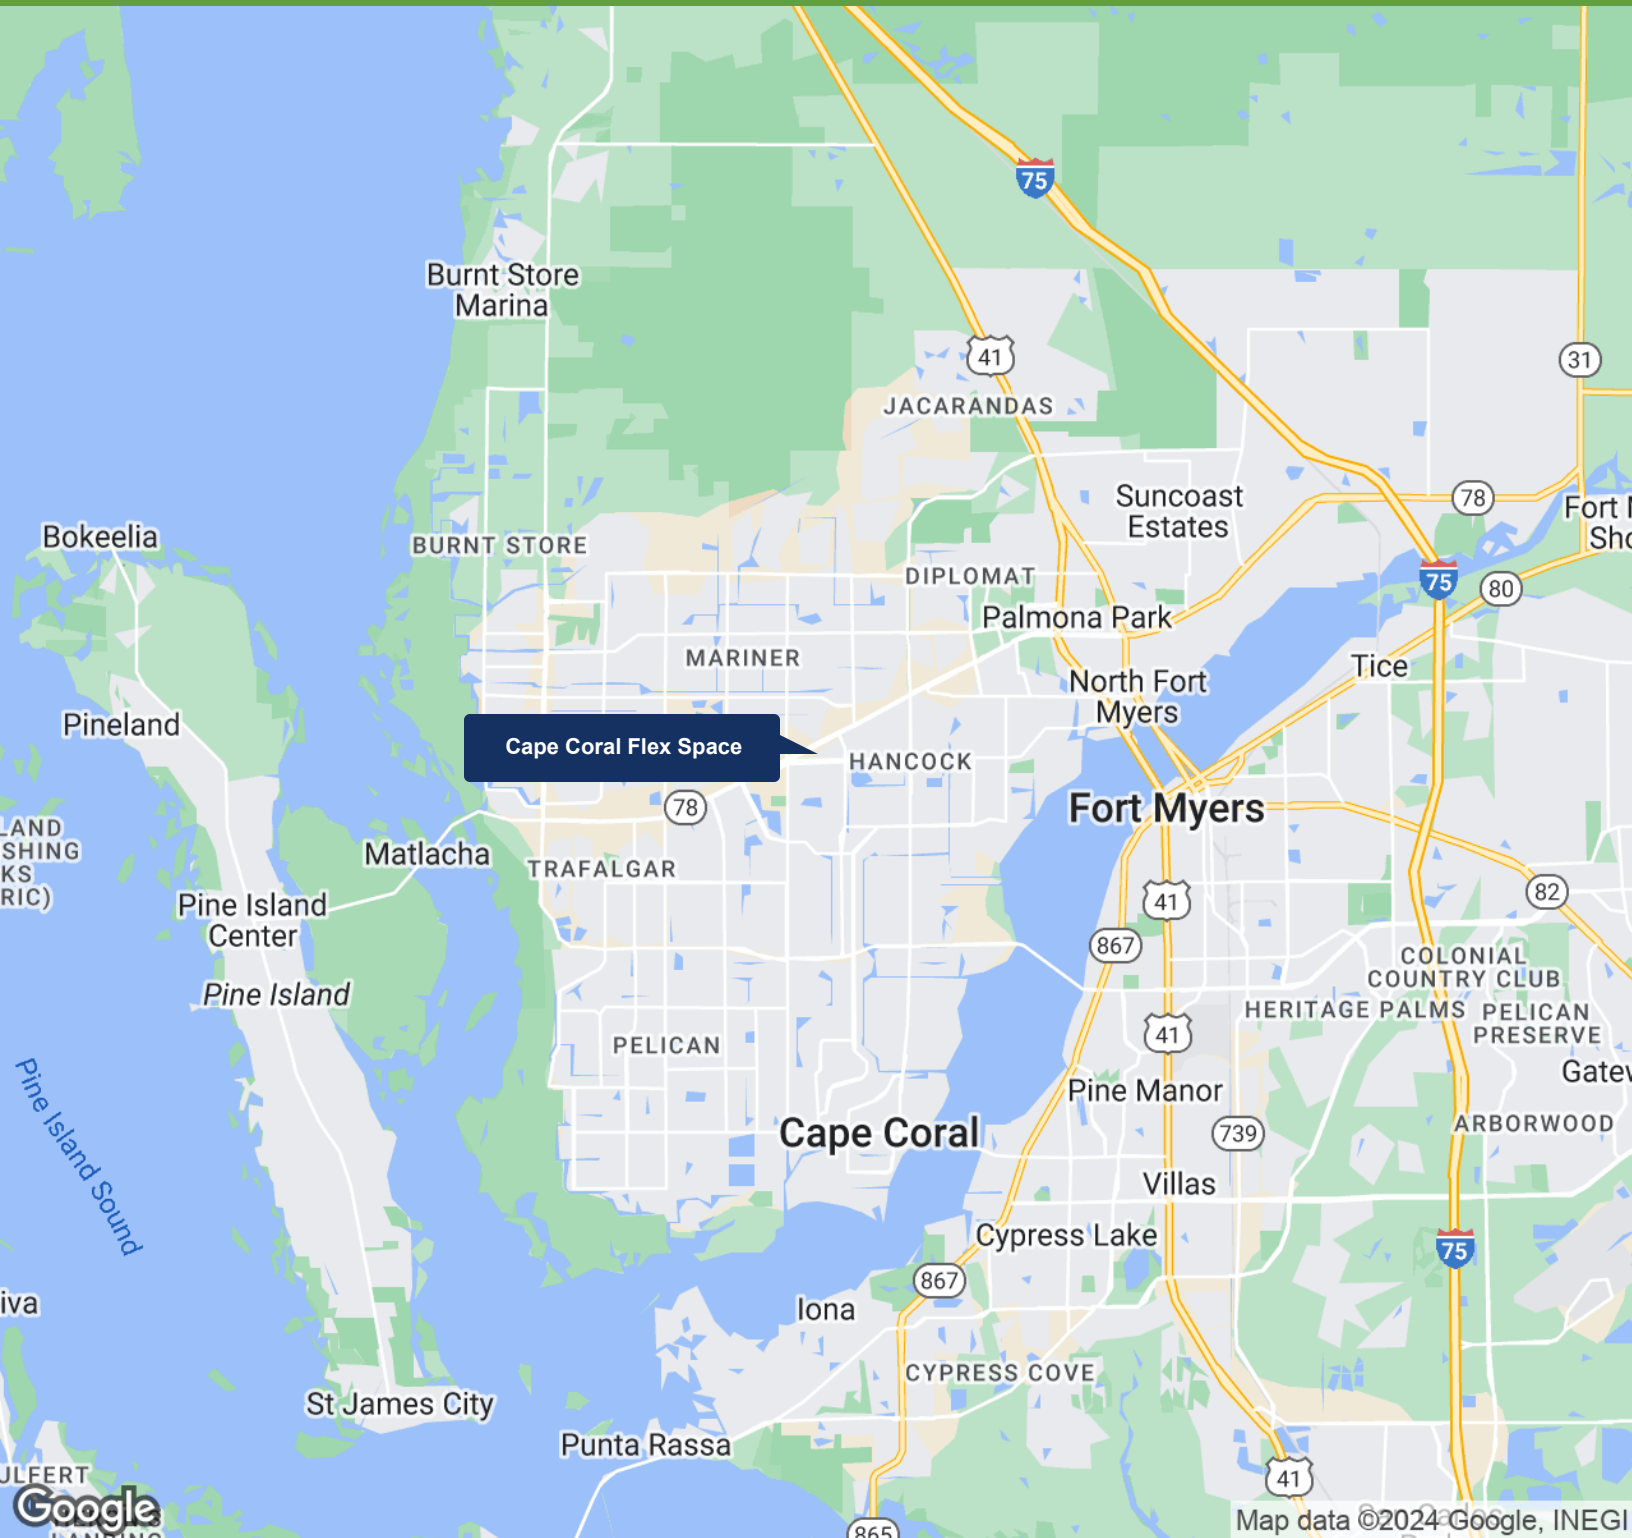 75
Burnt Store
Marina
41
31
JACARANDAS
Suncoast
Estates
78
Fort
Bokeelia
BURNT STORE
DIPLOMAT
75
80
Palmona Park
MARINER
Tice
North Fort
Myers
Pineland
Cape Coral Flex Space
HANCOCK
78
Fort Myers
LAND
SHING
KS
RIC)
Matlacha
TRAFALGAR
41
82
Pine Island
Center
867
COLONIAL
COUNTRY CLUB
Pine Island
HERITAGE PALMS
PELICAN
PRESERVE
41
PELICAN
Pine Island Sound
Pine Manor
Gatew
ARBORWOOD
Cape Coral
739
Villas
Cypress Lake
75
867
iva
Iona
CYPRESS COVE
St James City
Punta Rassa
ULFERT
41
Google
865
Map data ©2024 Google, INEGI